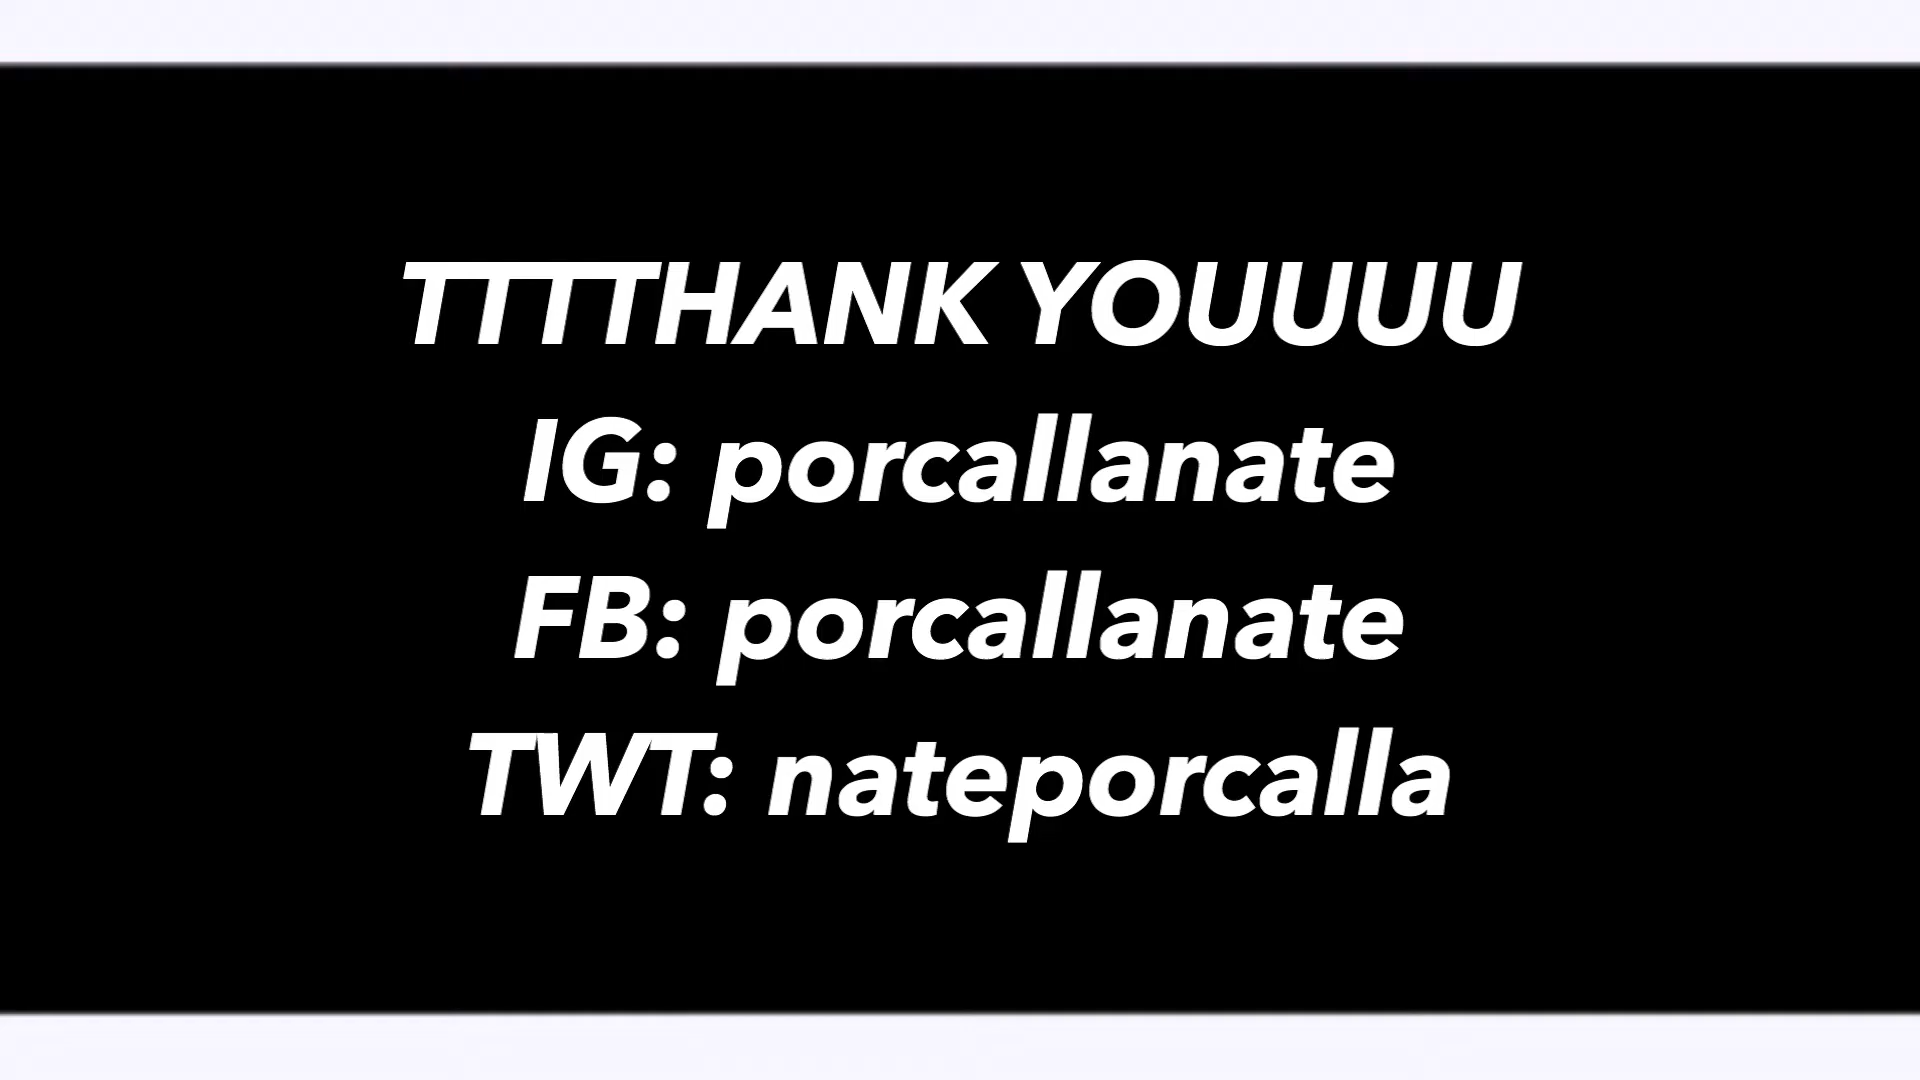 TTTTHANK YOUUUU
IG: porcallanate
FB: porcallanate
TWT: nateporcalla